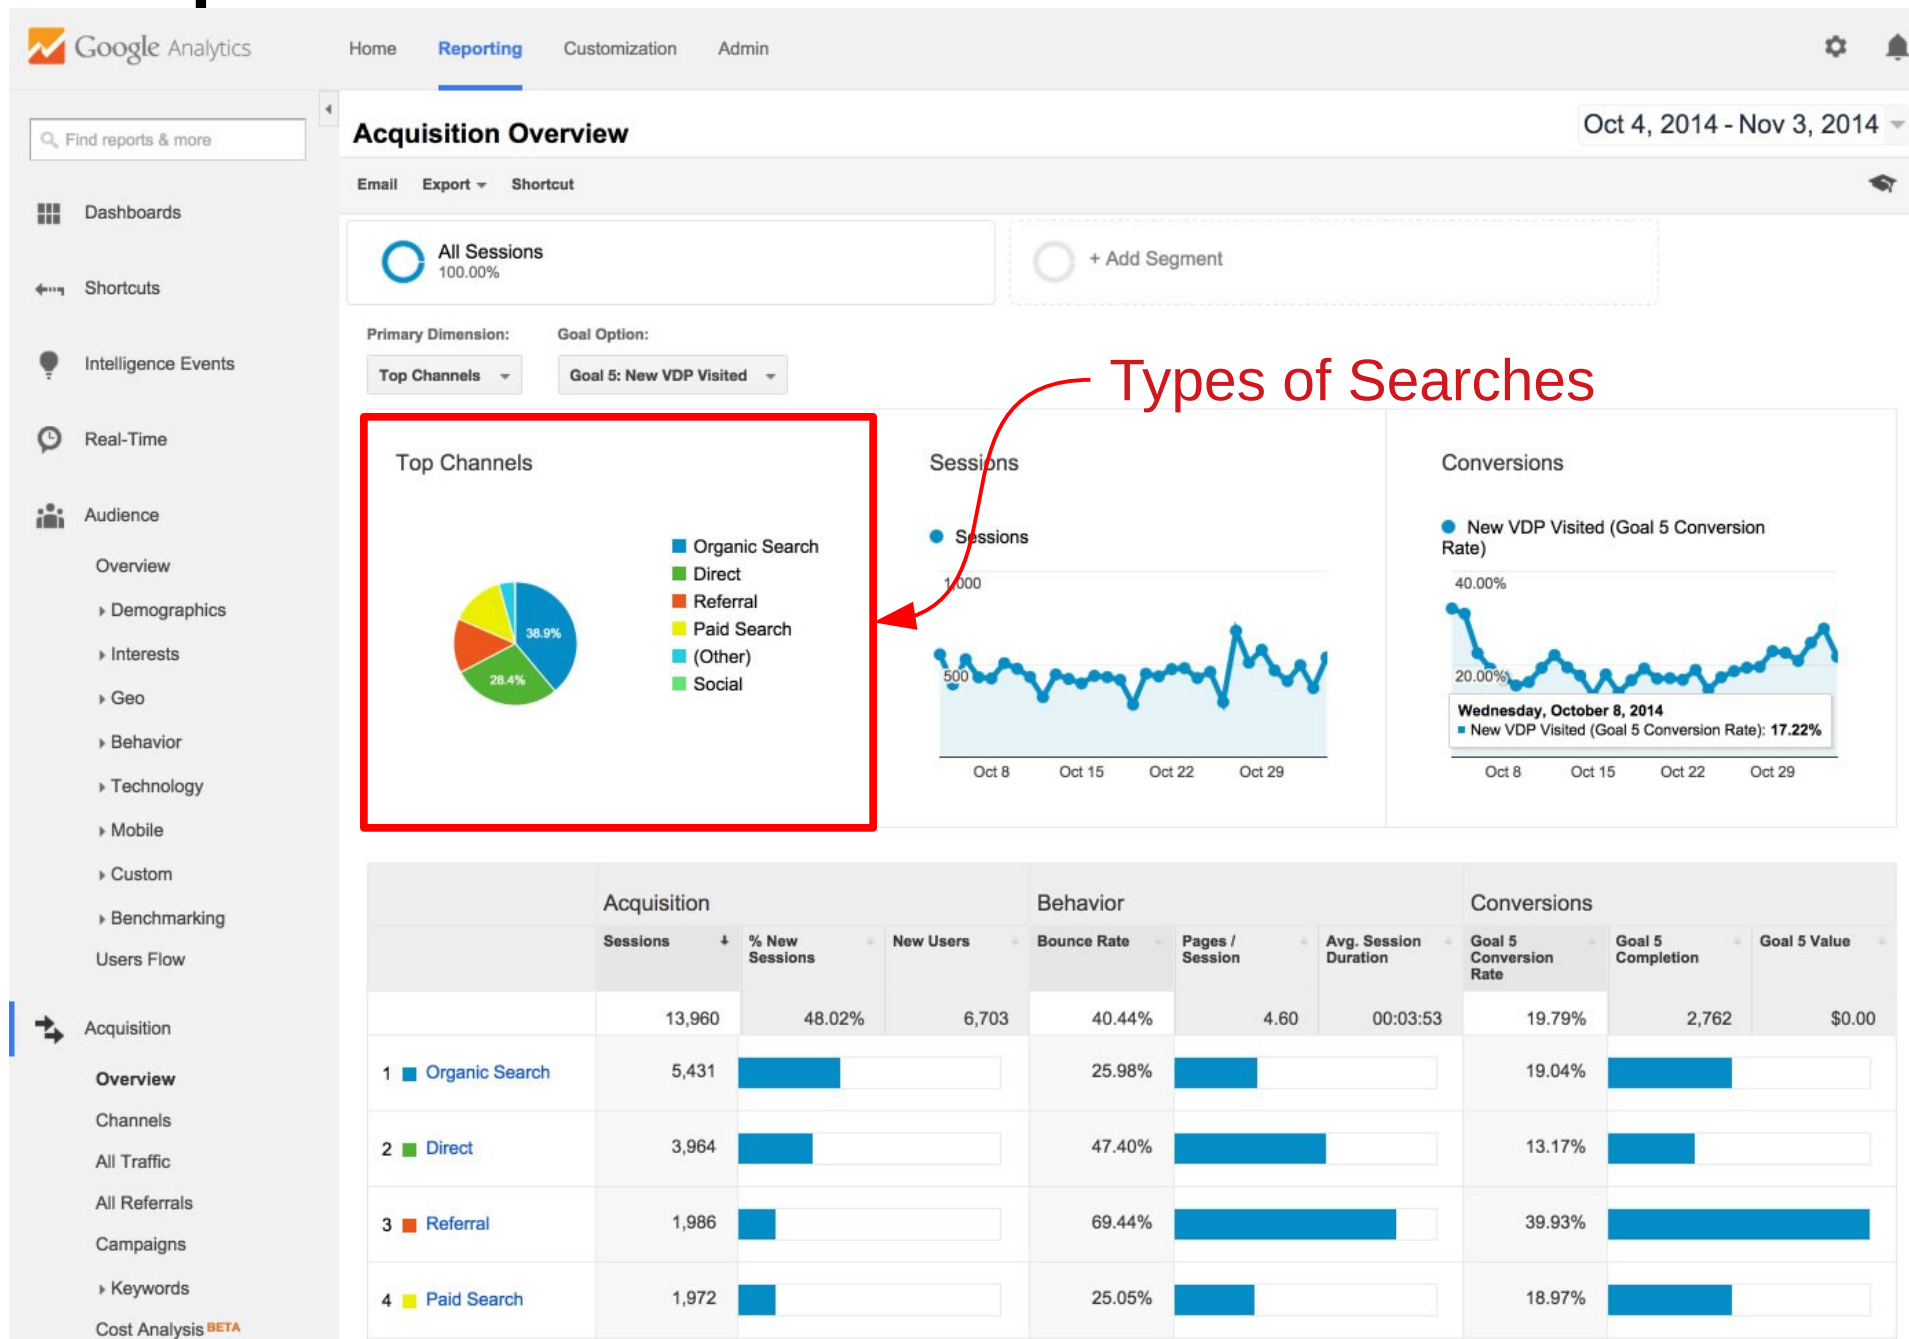 Google Analytics
Home Reporting Customization Admin
Find reports & more
Acquisition Overview
Oct 4, 2014 - Nov 3, 2014
Email Export Shortcut
Dashboards
Shortcuts
Intelligence Events
Real-Time
Audience
Overview
Demographics
Interests
Geo
Behavior
Technology
Mobile
Custom
Benchmarking
Users Flow
Acquisition
Overview
Channels
All Traffic
All Referrals
Campaigns
Keywords
Cost Analysis BETA
All Sessions
100.00%
+ Add Segment
Primary Dimension: Goal Option:
Top Channels Goal 5: New VDP Visited
Types of Searches
Top Channels
38.9%
28.4%
Organic Search
Direct
Referral
Paid Search
(Other)
Social
Sessions
Sessions
1,000
500
Oct 8 Oct 15 Oct 22 Oct 29
Conversions
New VDP Visited (Goal 5 Conversion
Rate)
40.00%
20.00%
Wednesday, October 8, 2014
New VDP Visited (Goal 5 Conversion Rate): 17.22%
Oct 8 Oct 15 Oct 22 Oct 29
Acquisition Behavior Conversions
Sessions
% New
Sessions
New Users
Bounce Rate
Pages /
Session
Avg. Session
Duration
Goal 5
Conversion
Rate
Goal 5
Completion
Goal 5 Value
13,960 48.02% 6,703 40.44% 4.60 00:03:53 19.79% 2,762 $0.00
1 Organic Search 5,431 25.98% 19.04%
2 Direct 3,964 47.40% 13.17%
3 Referral 1,986 69.44% 39.93%
4 Paid Search 1,972 25.05% 18.97%